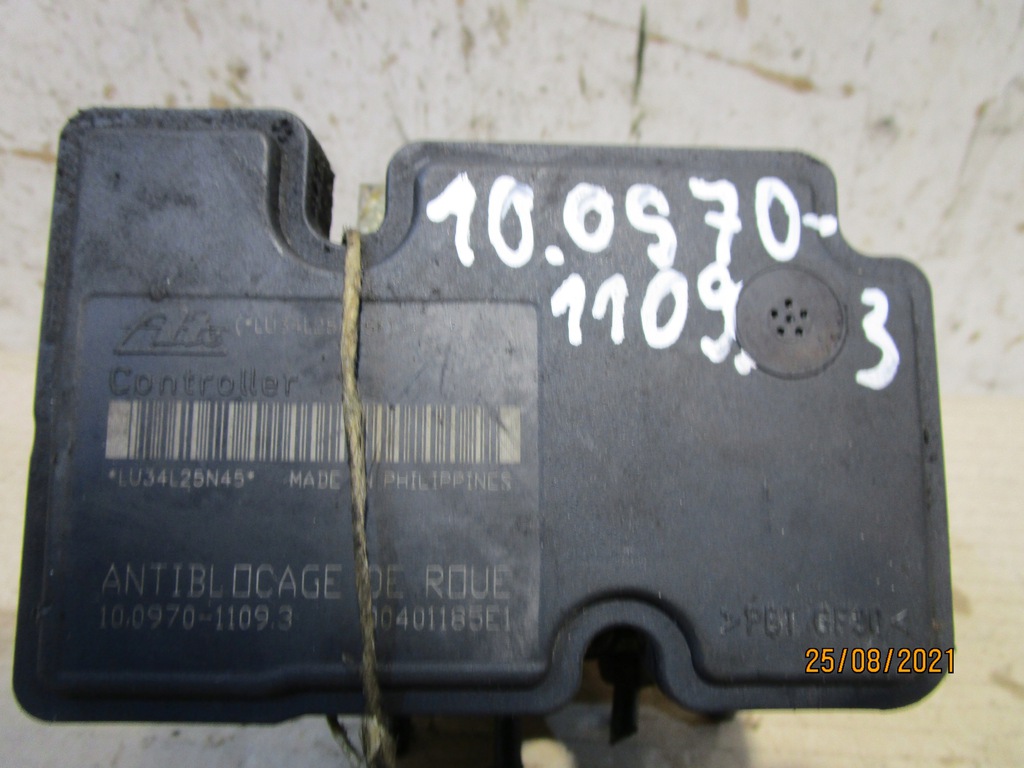 10.0970-
1109.3
Ate
Controller
*LU34L25N45* MADE IN PHILIPPINES
ANTIBLOCAGE DE ROUE
10.0970-1109.3 00401185E1
>PBT GF30<
25/08/2021